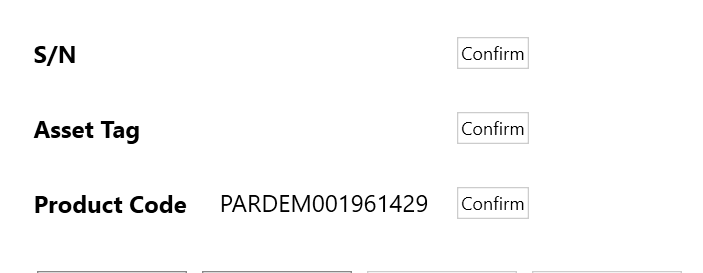 S/N Confirm
Asset Tag Confirm
Product Code PARDEM001961429 Confirm